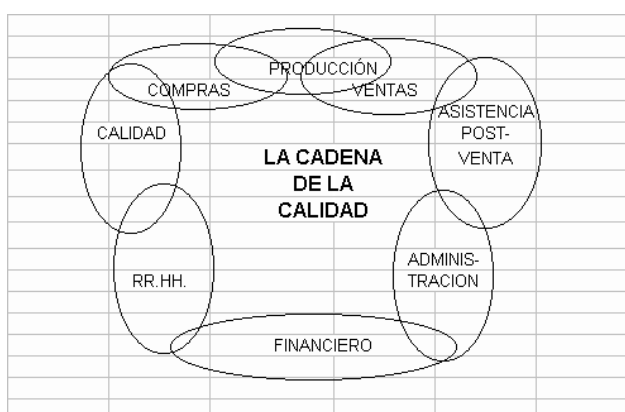 PRODUCCIÓN
COMPRAS
VENTAS
ASISTENCIA
POST-
VENTA
CALIDAD
LA CADENA
DE LA
CALIDAD
ADMINIS-
TRACION
RR.HH.
FINANCIERO